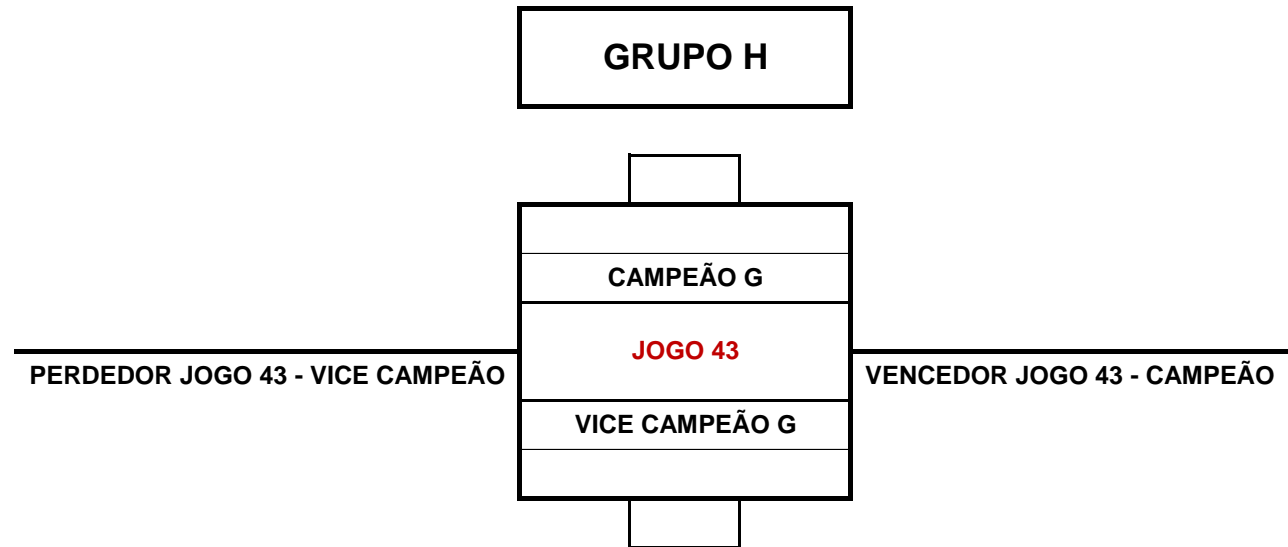 GRUPO H
CAMPEÃO G
JOGO 43
PERDEDOR JOGO 43 - VICE CAMPEÃO
VENCEDOR JOGO 43 - CAMPEÃO
VICE CAMPEÃO G